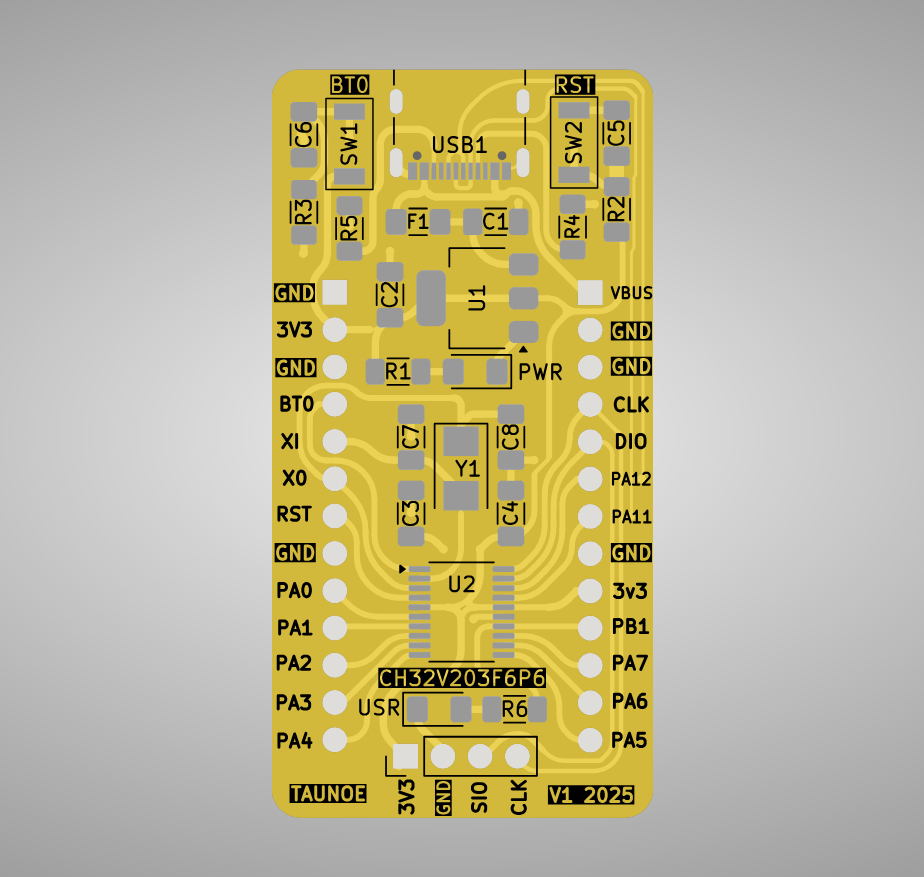 BT0 RST
C6 SW1 USB1 SW2 C5
R3 R5 F1 C1 R4 R2
GND C2 U1 VBUS
3V3 GND
GND R1 PWR GND
BT0 CLK
XI C7 C8 DIO
X0 Y1 PA12
RST C3 C4 PA11
GND GND
PA0 U2 3v3
PA1 PB1
PA2 PA7
CH32V203F6P6
PA3 USR R6 PA6
PA4 PA5
TAUNOE 3V3 GND SIO CLK V1 2025